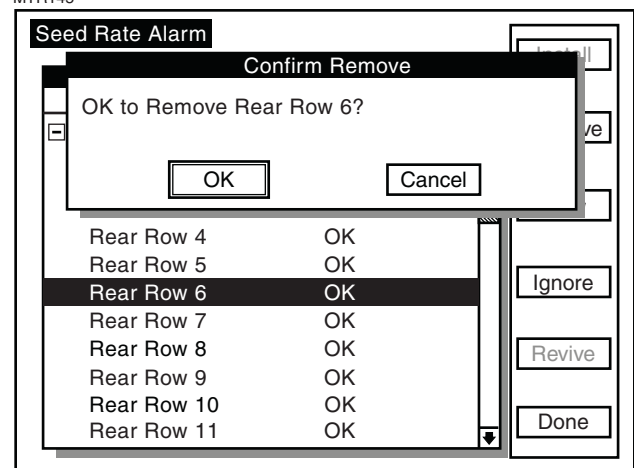 Seed Rate Alarm
Confirm Remove
OK to Remove Rear Row 6?
OK
Cancel
Rear Row 4 OK
Rear Row 5 OK
Rear Row 6 OK
Rear Row 7 OK
Rear Row 8 OK
Rear Row 9 OK
Rear Row 10 OK
Rear Row 11 OK
Ignore
Revive
Done